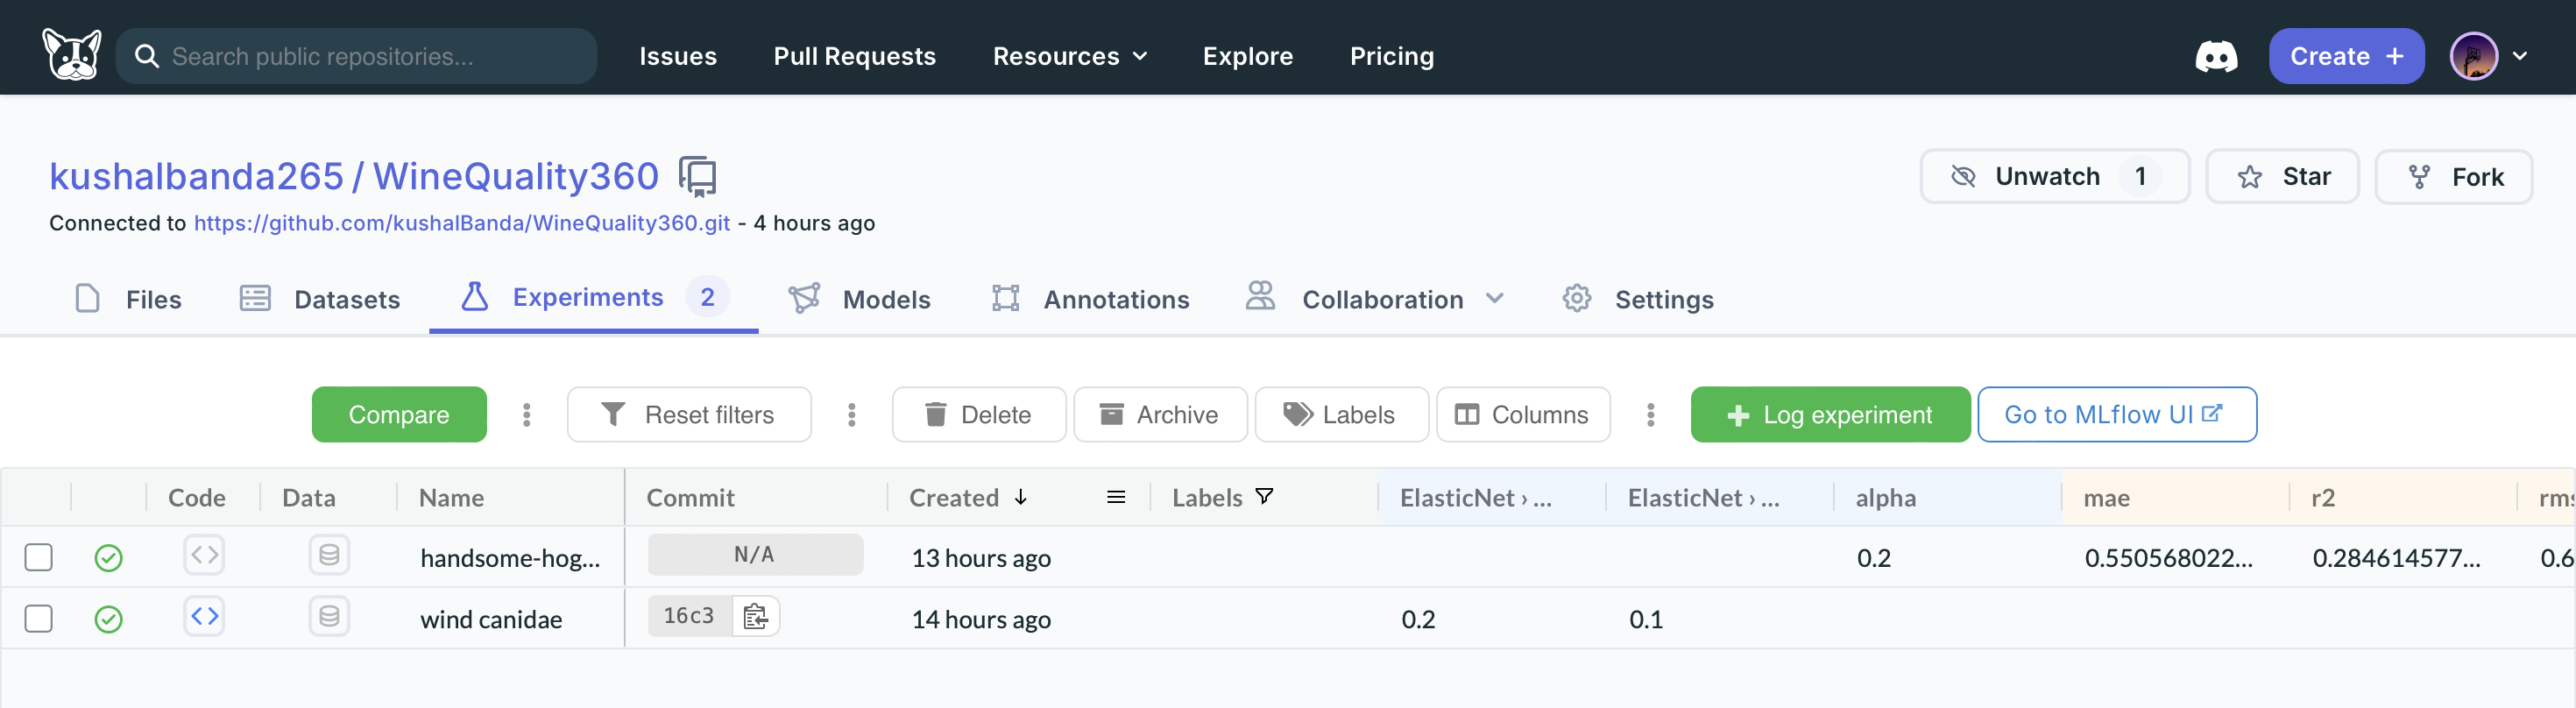 Search public repositories...
Issues
Pull Requests
Resources
Explore
Pricing
Create +
kushalbanda265 / WineQuality360
Unwatch 1
Star
Fork
Connected to https://github.com/kushalBanda/WineQuality360.git - 4 hours ago
Files
Datasets
Experiments 2
Models
Annotations
Collaboration
Settings
Compare
Reset filters
Delete
Archive
Labels
Columns
+ Log experiment
Go to MLflow UI
Code Data Name Commit Created Labels ElasticNet › ... ElasticNet › ... alpha mae r2 rms
handsome-hog... N/A 13 hours ago 0.2 0.550568022... 0.284614577... 0.6
wind canidae 16c3 14 hours ago 0.2 0.1